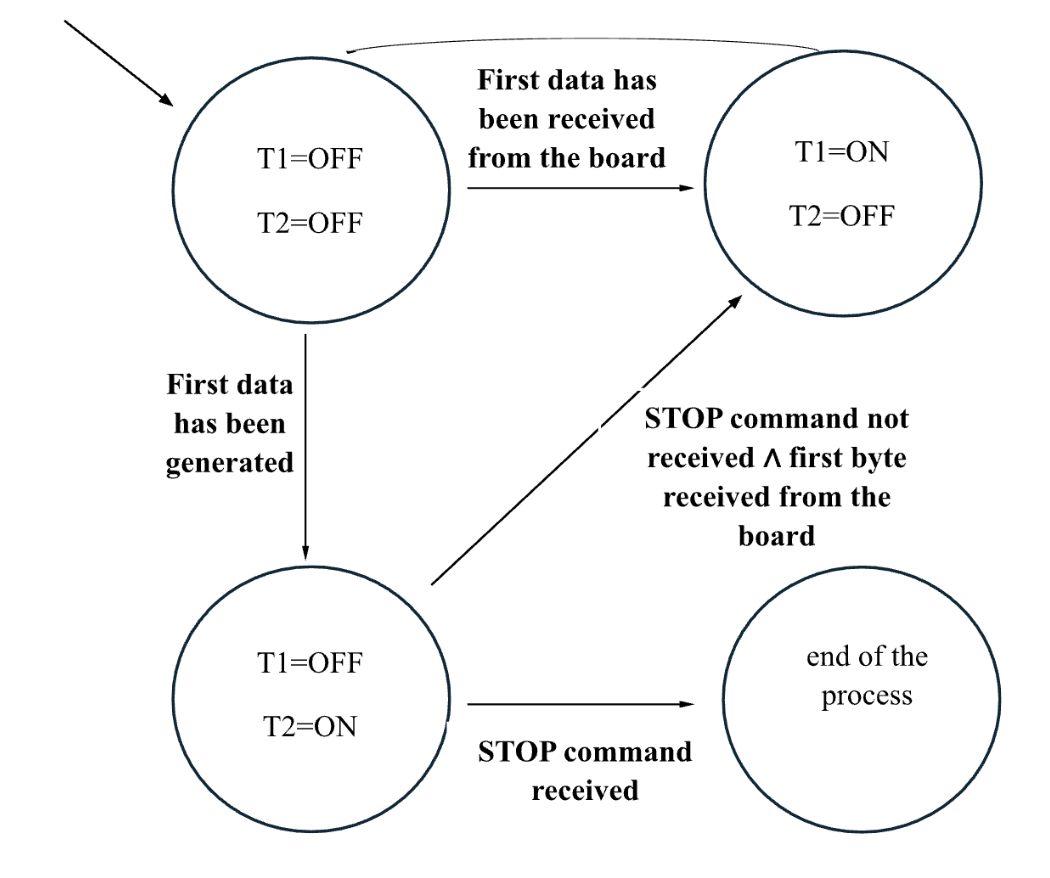 First data has
been received
from the board
T1=OFF
T2=OFF
T1=ON
T2=OFF
First data
has been
generated
STOP command not
received ∧ first byte
received from the
board
T1=OFF
T2=ON
end of the
process
STOP command
received